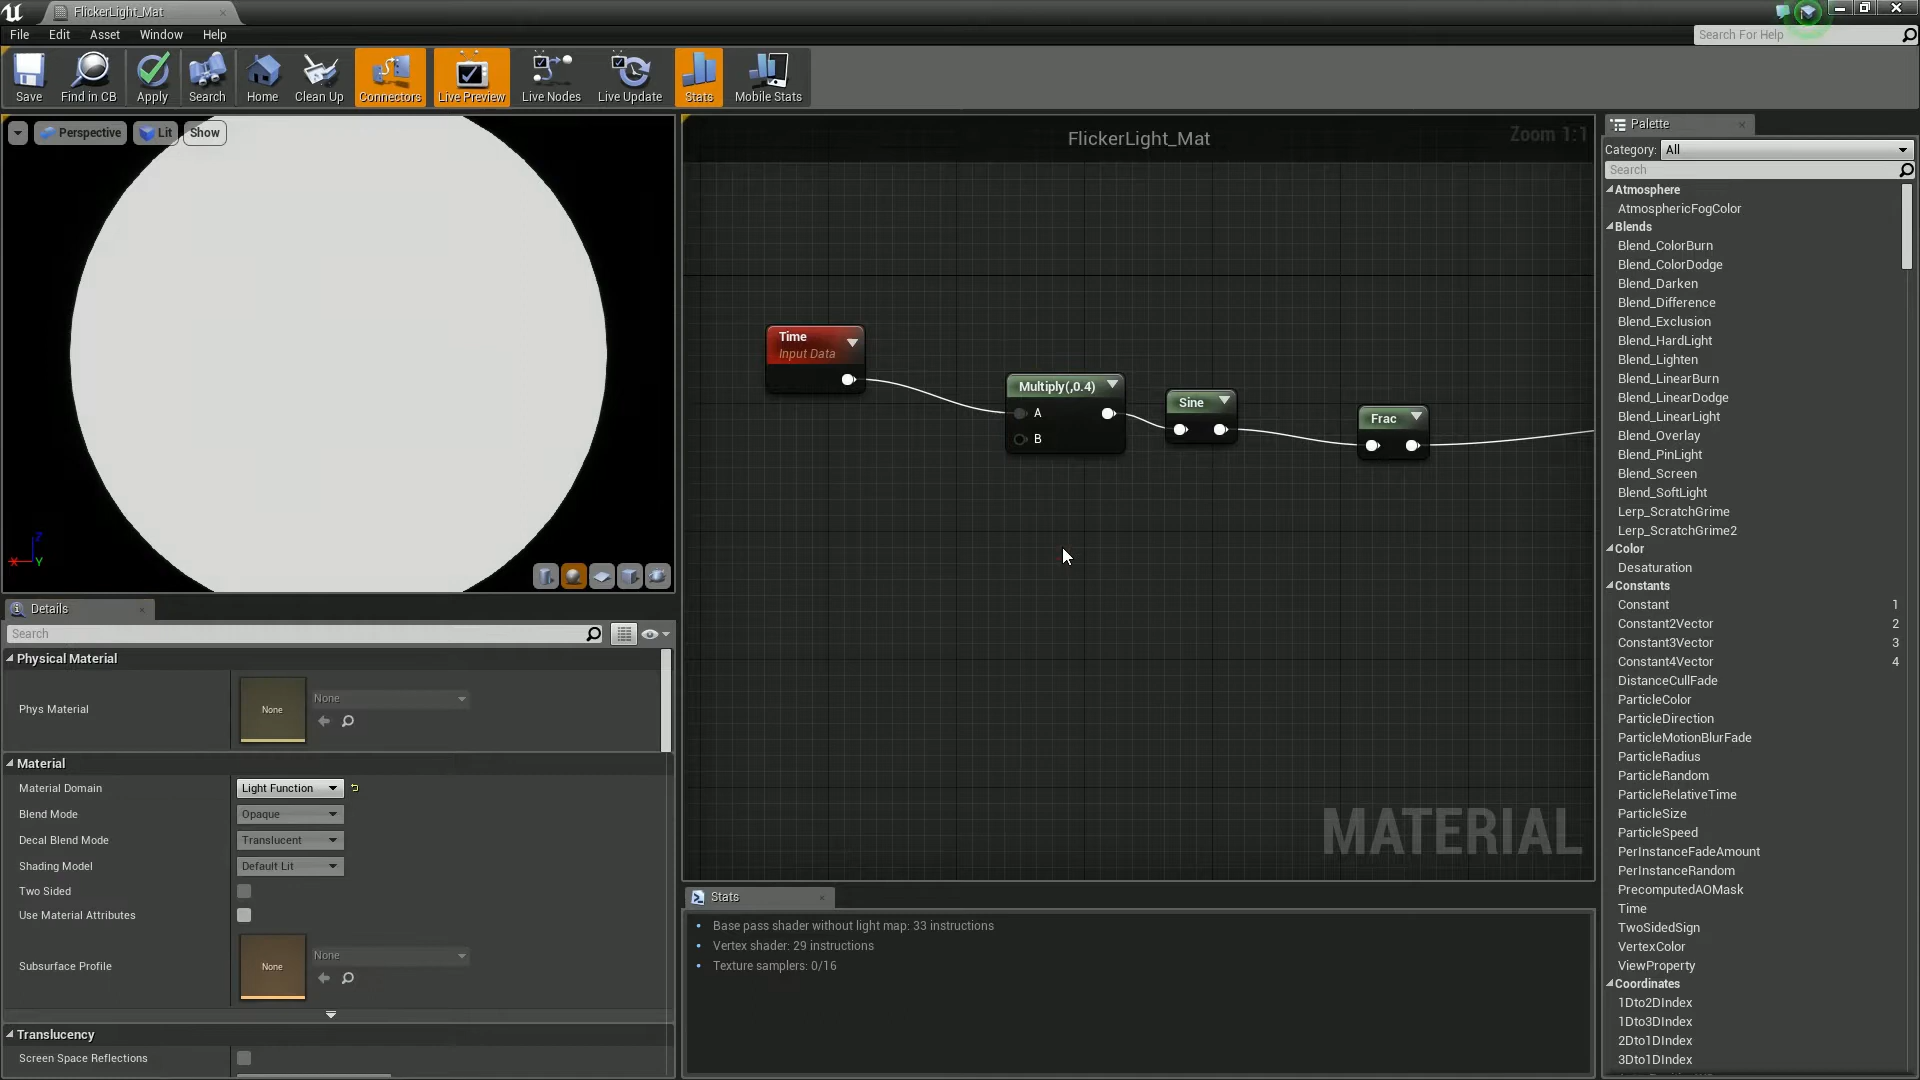 FlickerLight_Mat
File Edit Asset Window Help
Search For Help
Save Find in CB Apply Search Home Clean Up Connectors Live Preview Live Nodes Live Update Stats Mobile Stats
Perspective Lit Show
Z
X
Y
FlickerLight_Mat
Zoom 1:1
Time
Input Data
Multiply(,0.4)
A
B
Sine
Frac
MATERIAL
Details
Search
Physical Material
Phys Material
None
None
Material
Material Domain Light Function
Blend Mode Opaque
Decal Blend Mode Translucent
Shading Model Default Lit
Two Sided
Use Material Attributes
Subsurface Profile
None
None
Translucency
Screen Space Reflections
Stats
Base pass shader without light map: 33 instructions
Vertex shader: 29 instructions
Texture samplers: 0/16
Palette
Category: All
Search
Atmosphere
AtmosphericFogColor
Blends
Blend_ColorBurn
Blend_ColorDodge
Blend_Darken
Blend_Difference
Blend_Exclusion
Blend_HardLight
Blend_Lighten
Blend_LinearBurn
Blend_LinearDodge
Blend_LinearLight
Blend_Overlay
Blend_PinLight
Blend_Screen
Blend_SoftLight
Lerp_ScratchGrime
Lerp_ScratchGrime2
Color
Desaturation
Constants
Constant 1
Constant2Vector 2
Constant3Vector 3
Constant4Vector 4
DistanceCullFade
ParticleColor
ParticleDirection
ParticleMotionBlurFade
ParticleRadius
ParticleRandom
ParticleRelativeTime
ParticleSize
ParticleSpeed
PerInstanceFadeAmount
PerInstanceRandom
PrecomputedAOMask
Time
TwoSidedSign
VertexColor
ViewProperty
Coordinates
1Dto2DIndex
1Dto3DIndex
2Dto1DIndex
3Dto1DIndex